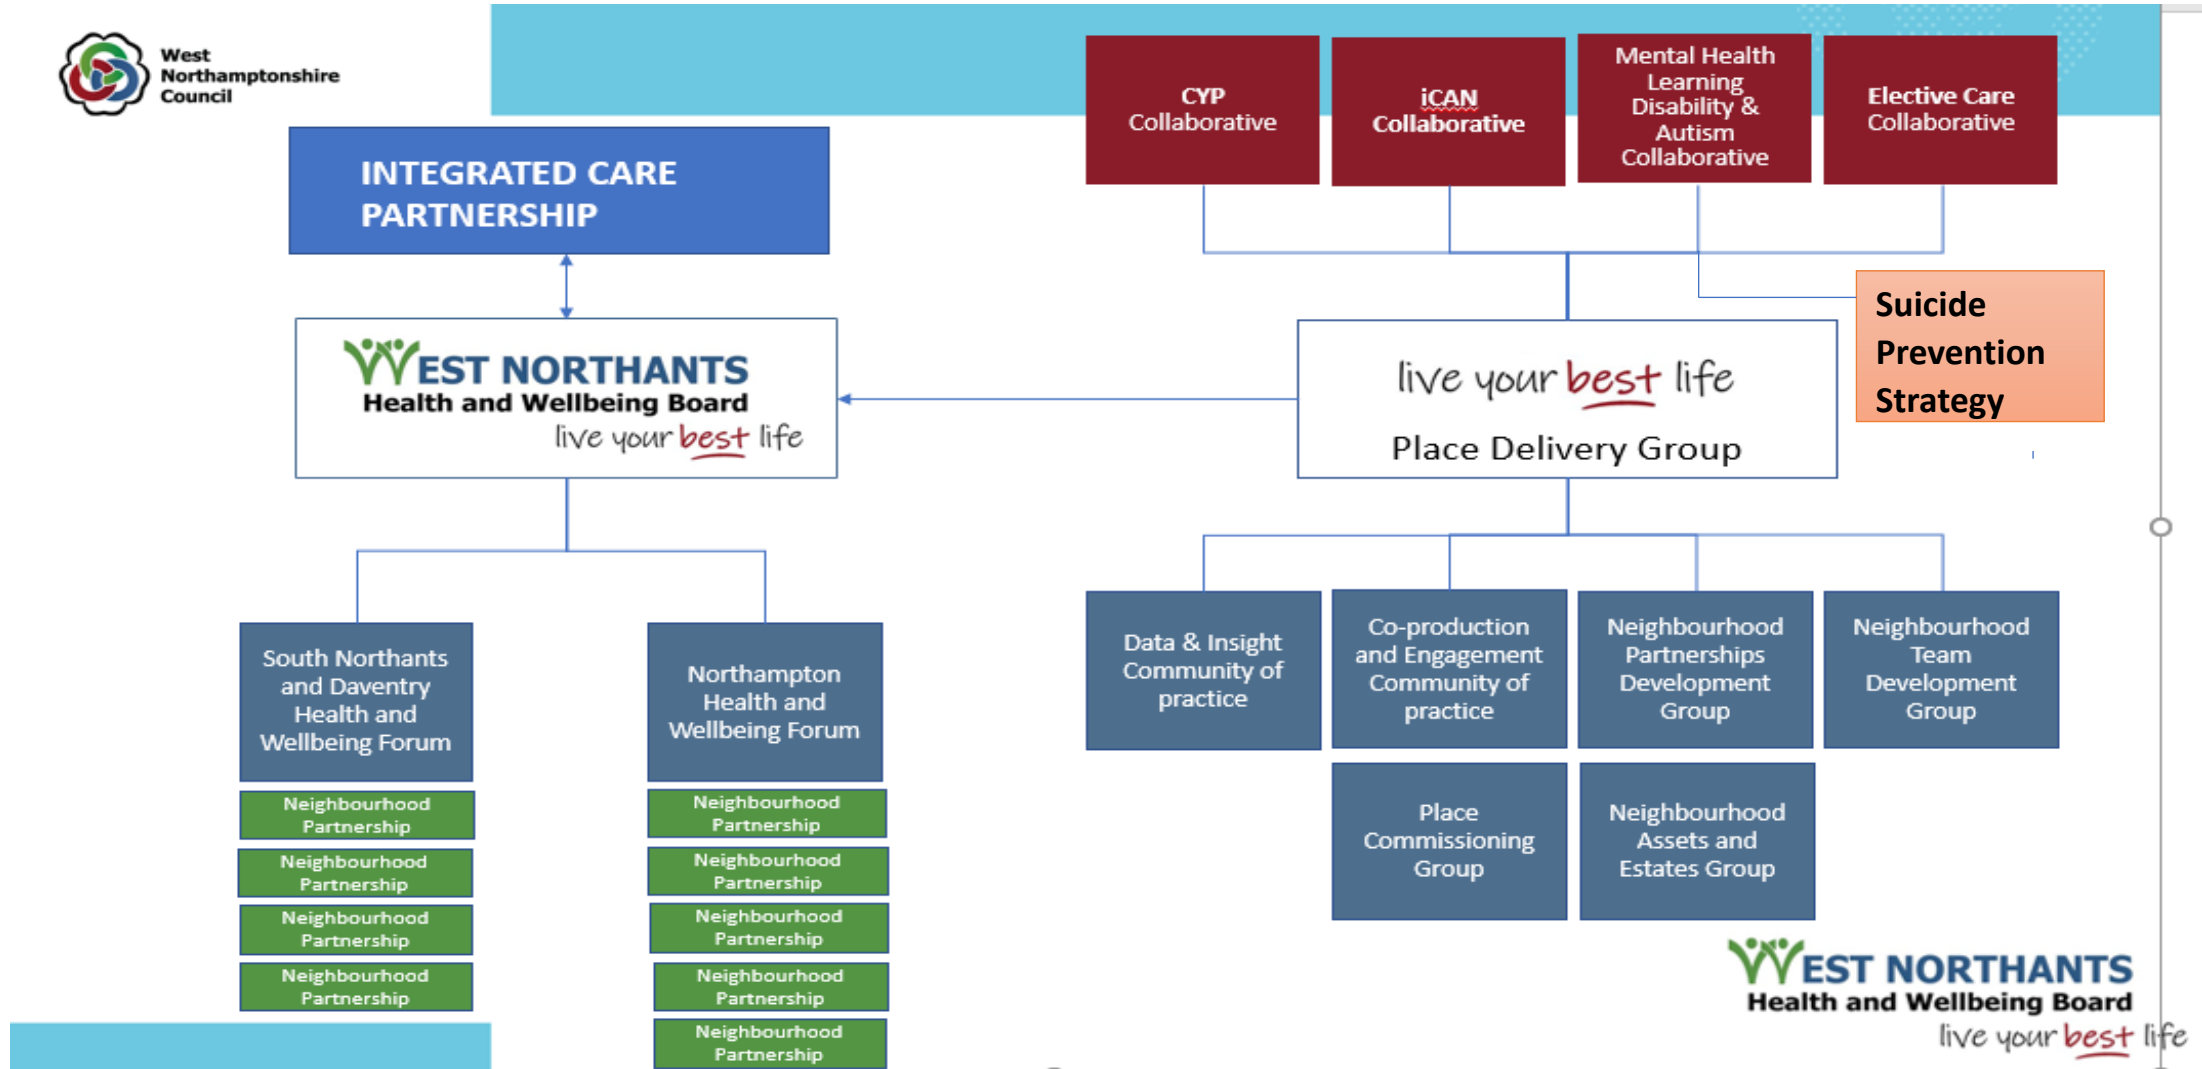 West
Northamptonshire
Council
INTEGRATED CARE
PARTNERSHIP
WEST NORTHANTS
Health and Wellbeing Board
live your best life
South Northants
and Daventry
Health and
Wellbeing Forum
Neighbourhood
Partnership
Neighbourhood
Partnership
Neighbourhood
Partnership
Neighbourhood
Partnership
Northampton
Health and
Wellbeing Forum
Neighbourhood
Partnership
Neighbourhood
Partnership
Neighbourhood
Partnership
Neighbourhood
Partnership
Neighbourhood
Partnership
CYP
Collaborative
iCAN
Collaborative
Mental Health
Learning
Disability &
Autism
Collaborative
Elective Care
Collaborative
Suicide
Prevention
Strategy
live your best life
Place Delivery Group
Data & Insight
Community of
practice
Co-production
and Engagement
Community of
practice
Neighbourhood
Partnerships
Development
Group
Neighbourhood
Team
Development
Group
Place
Commissioning
Group
Neighbourhood
Assets and
Estates Group
WEST NORTHANTS
Health and Wellbeing Board
live your best life